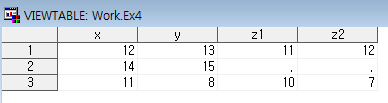 VIEWTABLE: Work.Ex4
x y z1 z2
1 12 13 11 12
2 14 15 . .
3 11 8 10 7